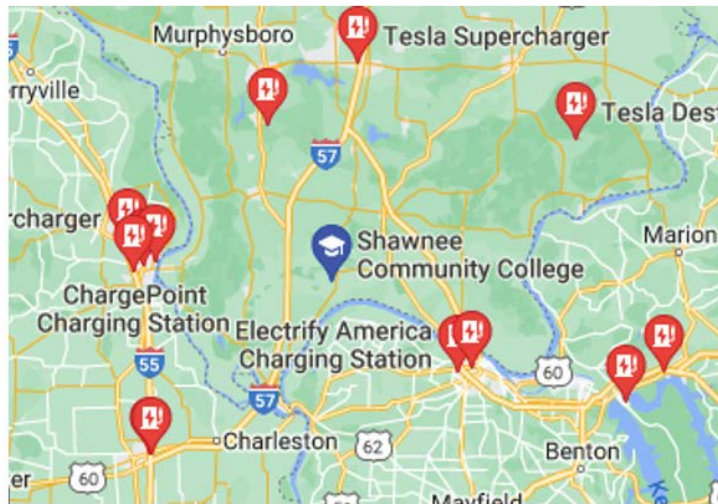 Murphysboro
Tesla Supercharger
rryville
Tesla Dest
57
rcharger
Shawnee
Community College
Marion
ChargePoint
Charging Station
Electrify America
Charging Station
55
60
57
Charleston
62
Benton
60
er
Mayfield
Ke